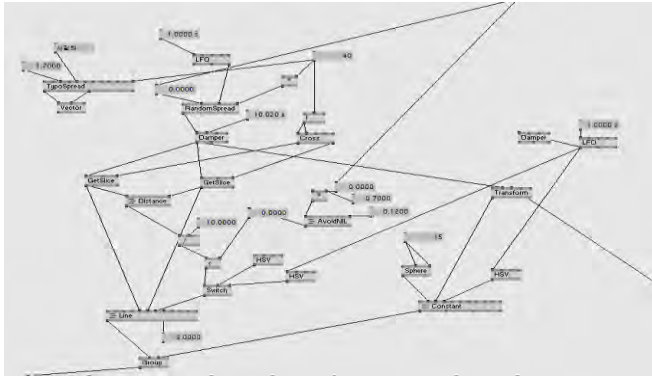 1.0000 s
40
1.7000
LFO
TypoSpread
0.0000
Vector
RandomSpread
10.020 s
1.0000 s
Damper
Cross
Damper
LFO
GetSlice
GetSlice
Distance
0.0000
0.7000
Transform
10.0000
0.0000
AvoidNIL
0.1200
15
HSV
HSV
Sphere
HSV
Switch
Line
Constant
Group